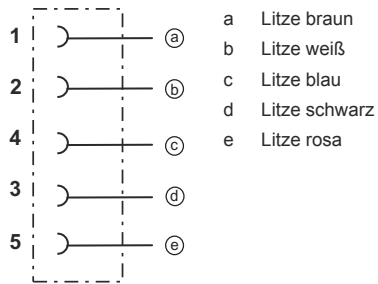 1 a
2 b
4 c
3 d
5 e
a Litze braun
b Litze weiß
c Litze blau
d Litze schwarz
e Litze rosa